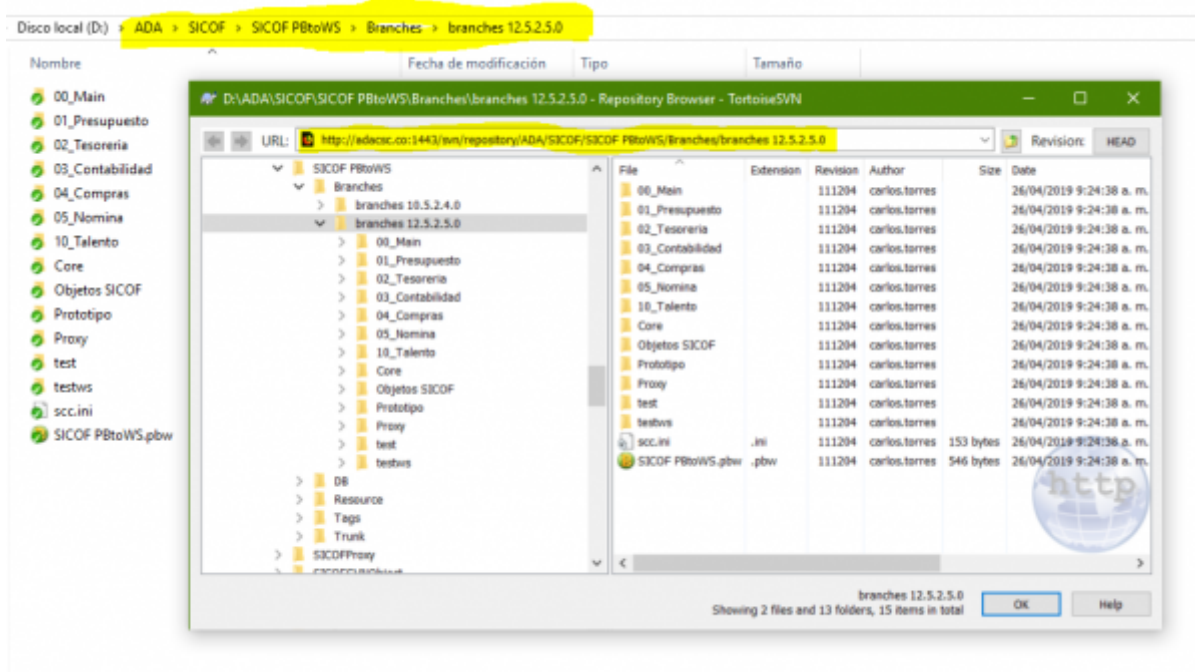 Disco local (D:) > ADA > SICOF > SICOF PBtoWS > Branches > branches 12.5.2.5.0
Nombre Fecha de modificación Tipo Tamaño
00_Main
01_Presupuesto
02_Tesoreria
03_Contabilidad
04_Compras
05_Nomina
10_Talento
Core
Objetos SICOF
Prototipo
Proxy
test
testws
scc.ini
SICOF PBtoWS.pbw
D:\ADA\SICOF\SICOF PBtoWS\Branches\branches 12.5.2.5.0 - Repository Browser - TortoiseSVN
URL: http://adacsc.co:1443/svn/repository/ADA/SICOF/SICOF PBtoWS/Branches/branches 12.5.2.5.0 Revision: HEAD
SICOF PBtoWS
Branches
branches 10.5.2.4.0
branches 12.5.2.5.0
00_Main
01_Presupuesto
02_Tesoreria
03_Contabilidad
04_Compras
05_Nomina
10_Talento
Core
Objetos SICOF
Prototipo
Proxy
test
testws
DB
Resource
Tags
Trunk
SICOFProxy
File Extension Revision Author Size Date
00_Main 111204 carlos.torres 26/04/2019 9:24:38 a. m.
01_Presupuesto 111204 carlos.torres 26/04/2019 9:24:38 a. m.
02_Tesoreria 111204 carlos.torres 26/04/2019 9:24:38 a. m.
03_Contabilidad 111204 carlos.torres 26/04/2019 9:24:38 a. m.
04_Compras 111204 carlos.torres 26/04/2019 9:24:38 a. m.
05_Nomina 111204 carlos.torres 26/04/2019 9:24:38 a. m.
10_Talento 111204 carlos.torres 26/04/2019 9:24:38 a. m.
Core 111204 carlos.torres 26/04/2019 9:24:38 a. m.
Objetos SICOF 111204 carlos.torres 26/04/2019 9:24:38 a. m.
Prototipo 111204 carlos.torres 26/04/2019 9:24:38 a. m.
Proxy 111204 carlos.torres 26/04/2019 9:24:38 a. m.
test 111204 carlos.torres 26/04/2019 9:24:38 a. m.
testws 111204 carlos.torres 26/04/2019 9:24:38 a. m.
scc.ini .ini 111204 carlos.torres 153 bytes 26/04/2019 9:24:38 a. m.
SICOF PBtoWS.pbw .pbw 111204 carlos.torres 546 bytes 26/04/2019 9:24:38 a. m.
http
branches 12.5.2.5.0
Showing 2 files and 13 folders, 15 items in total
OK Help